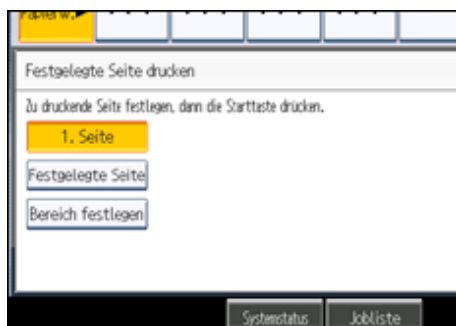 Papierw.▶
Festgelegte Seite drucken
Zu druckende Seite festlegen, dann die Starttaste drücken.
1. Seite
Festgelegte Seite
Bereich festlegen
Systemstatus
Jobliste